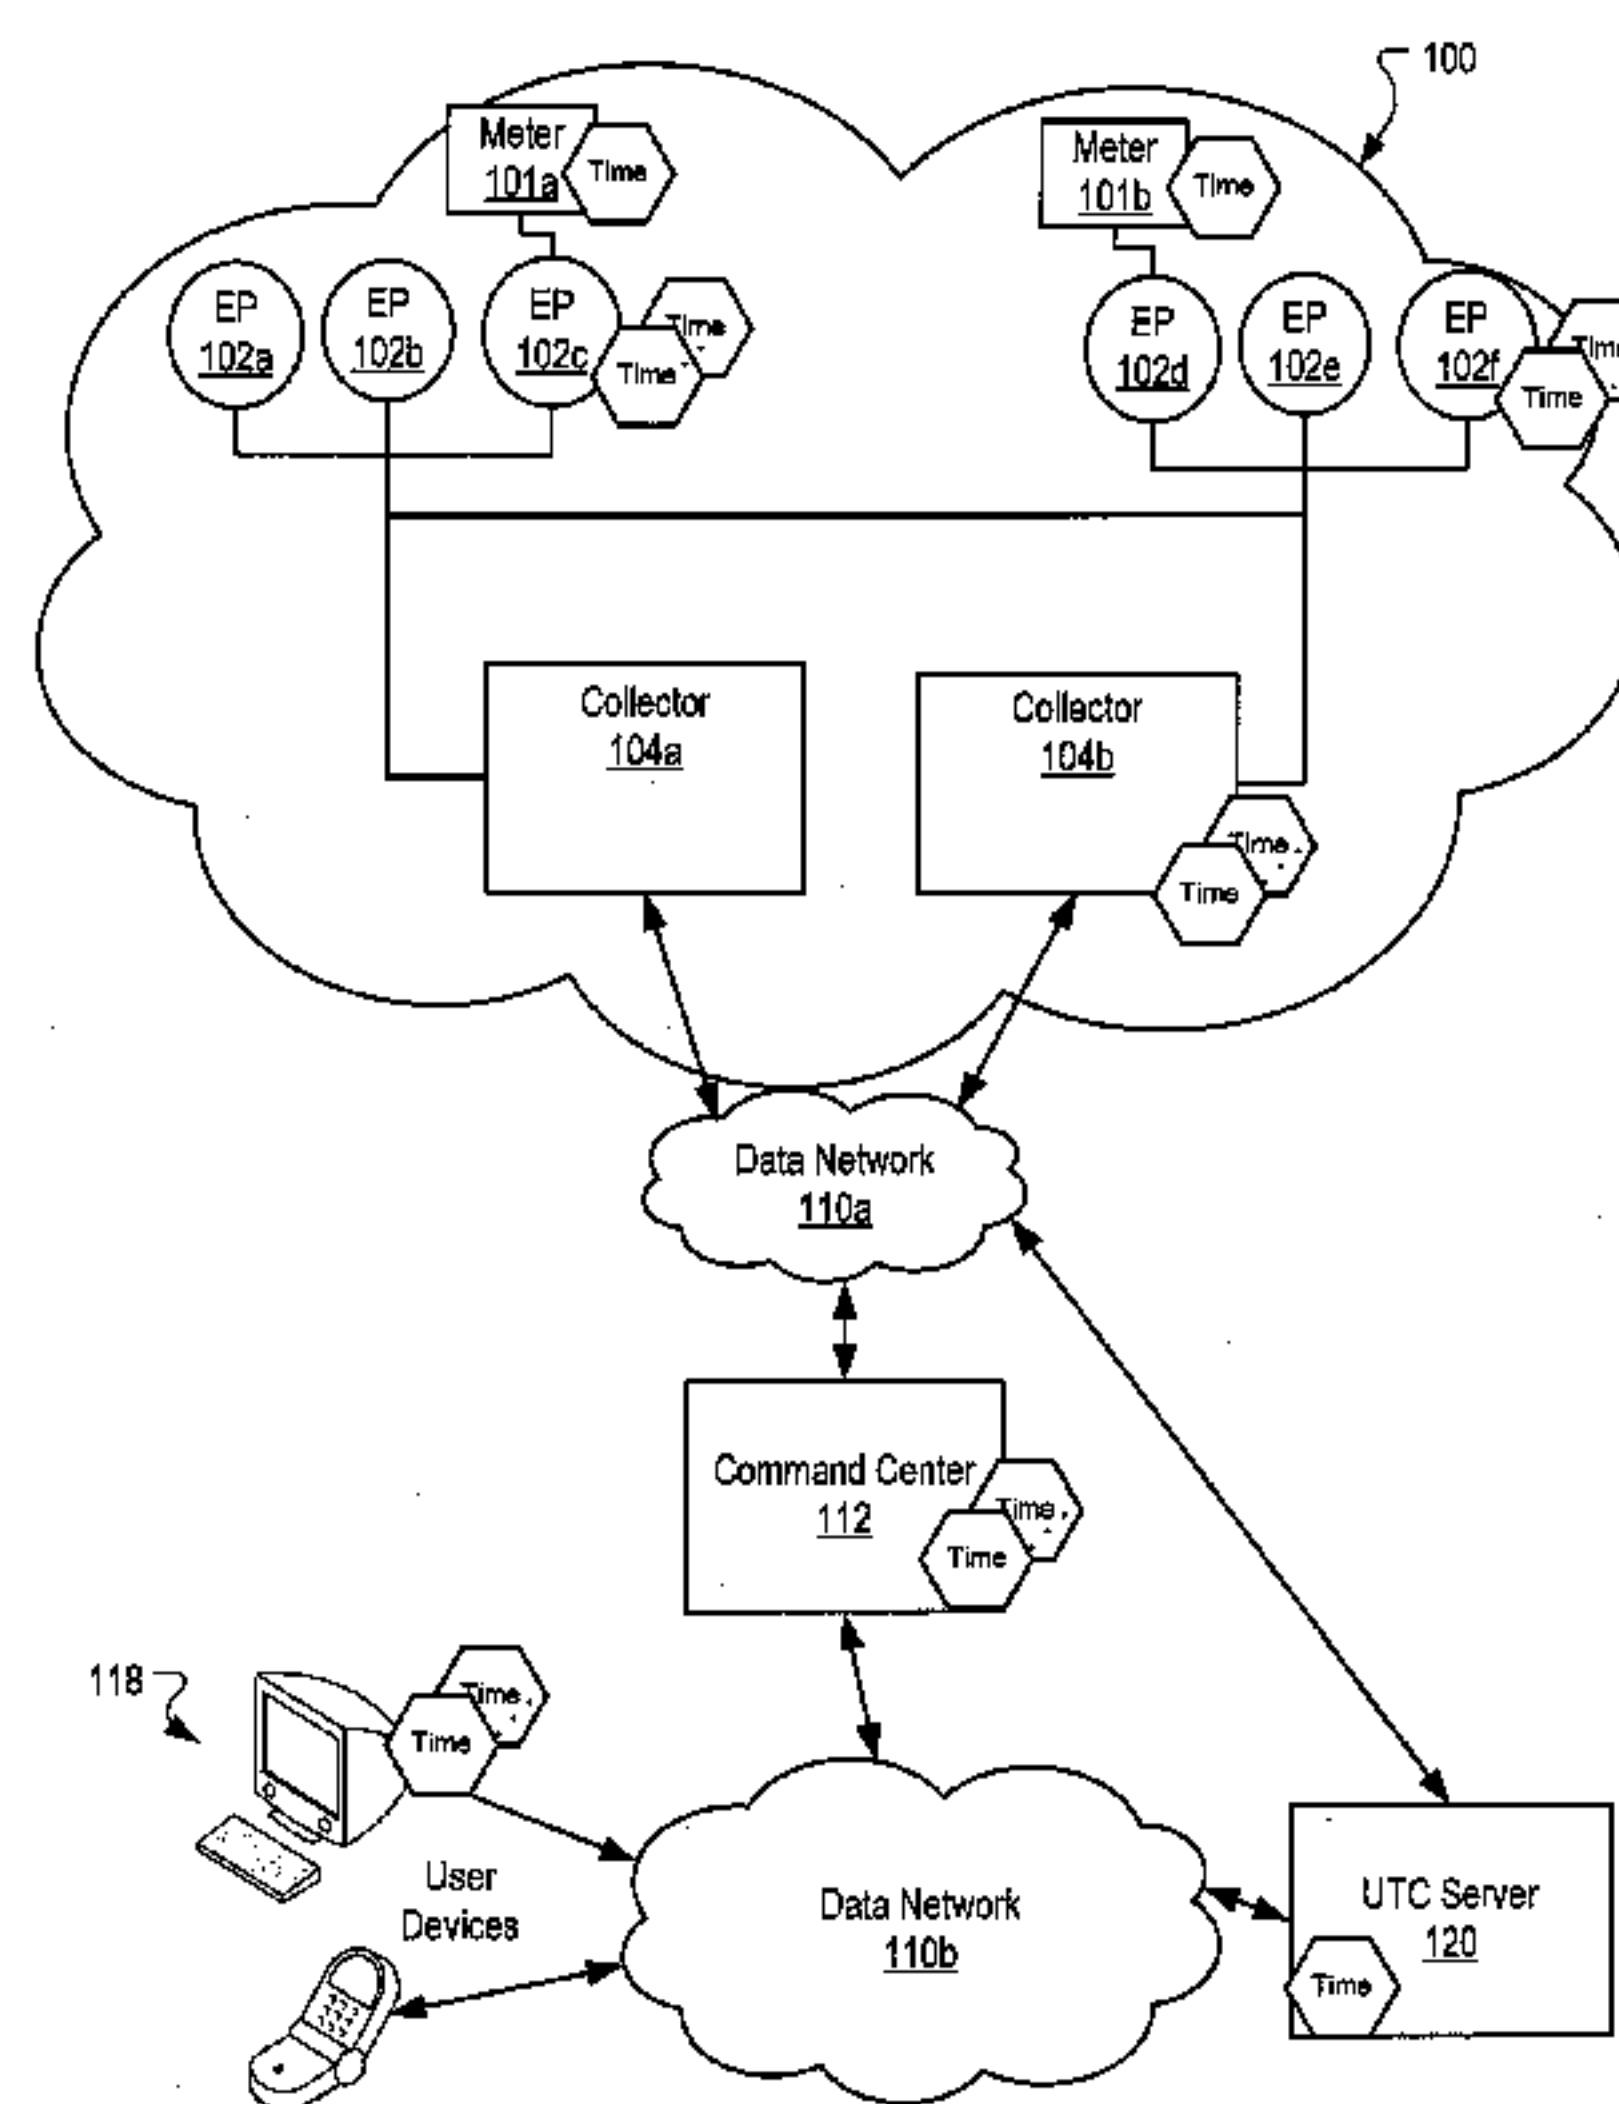 100
Meter
101a
Time
Meter
101b
Time
EP
102a
EP
102b
EP
102c
Time
Time
EP
102d
EP
102e
EP
102f
Time
Collector
104a
Collector
104b
Time
Time
Data Network
110a
Command Center
112
Time
Time
118
Time
Time
User
Devices
Data Network
110b
UTC Server
120
Time